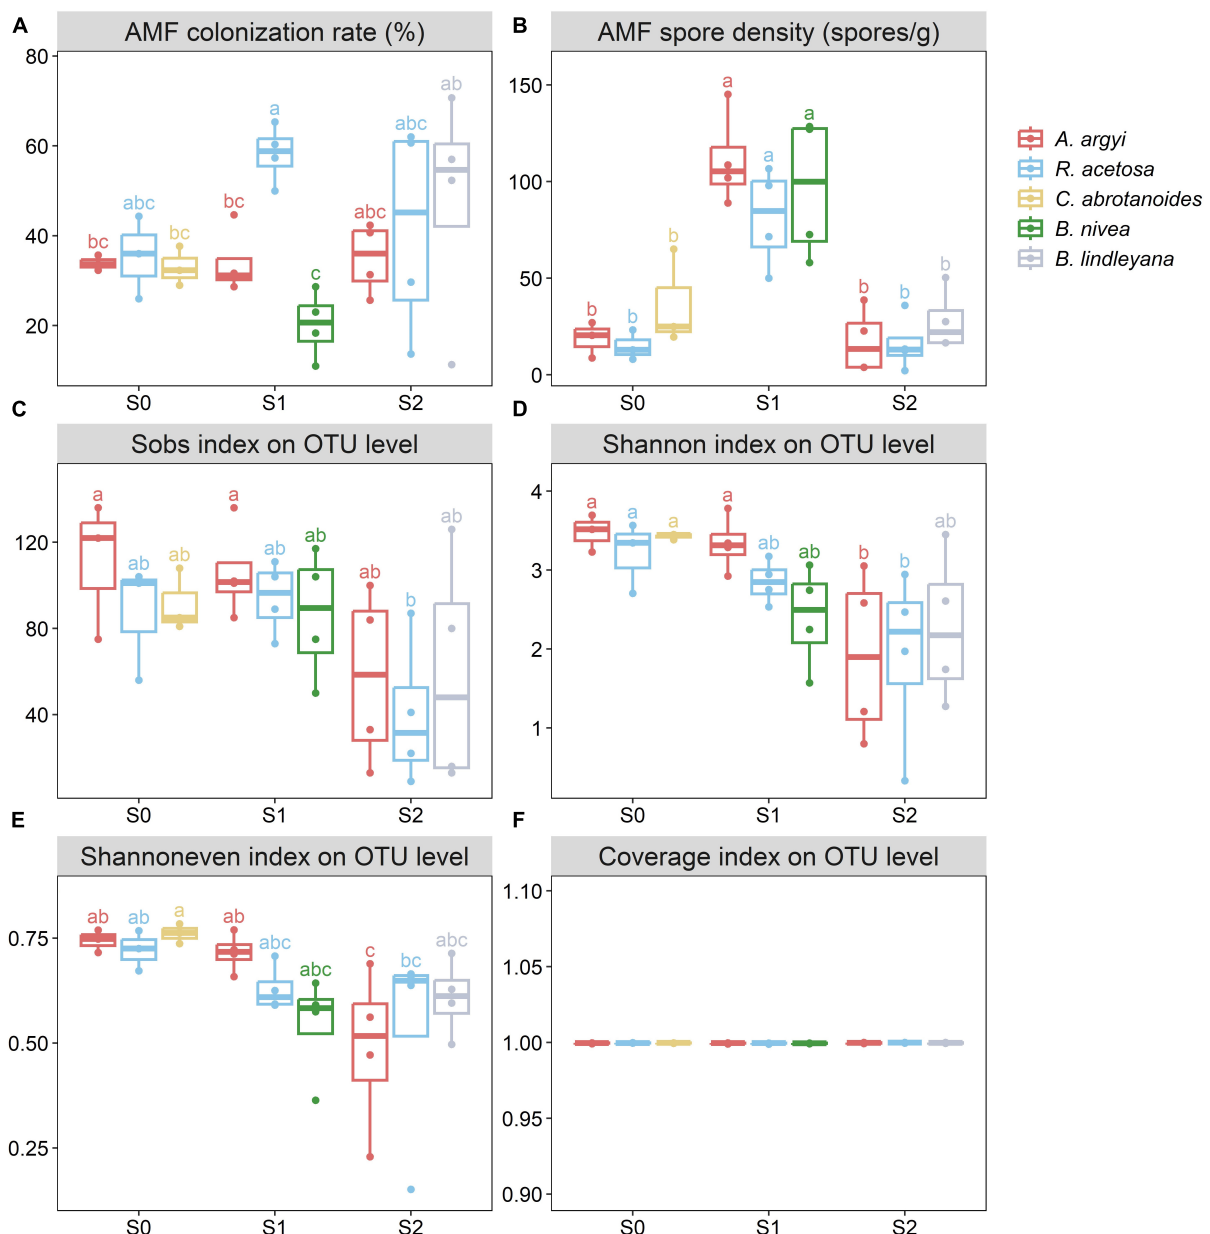 A
AMF colonization rate (%)
80
60
40
20
bc
abc
bc
bc
a
c
abc
abc
ab
S0
S1
S2
B
AMF spore density (spores/g)
150
100
50
0
b
b
b
a
a
a
b
b
b
S0
S1
S2
A. argyi
R. acetosa
C. abrotanoides
B. nivea
B. lindleyana
C
Sobs index on OTU level
120
80
40
a
ab
ab
a
ab
ab
ab
b
ab
S0
S1
S2
D
Shannon index on OTU level
4
3
2
1
a
a
a
a
ab
ab
b
b
ab
S0
S1
S2
E
Shannoneven index on OTU level
0.75
0.50
0.25
ab
ab
a
ab
abc
abc
c
bc
abc
S0
S1
S2
F
Coverage index on OTU level
1.10
1.05
1.00
0.95
0.90
S0
S1
S2